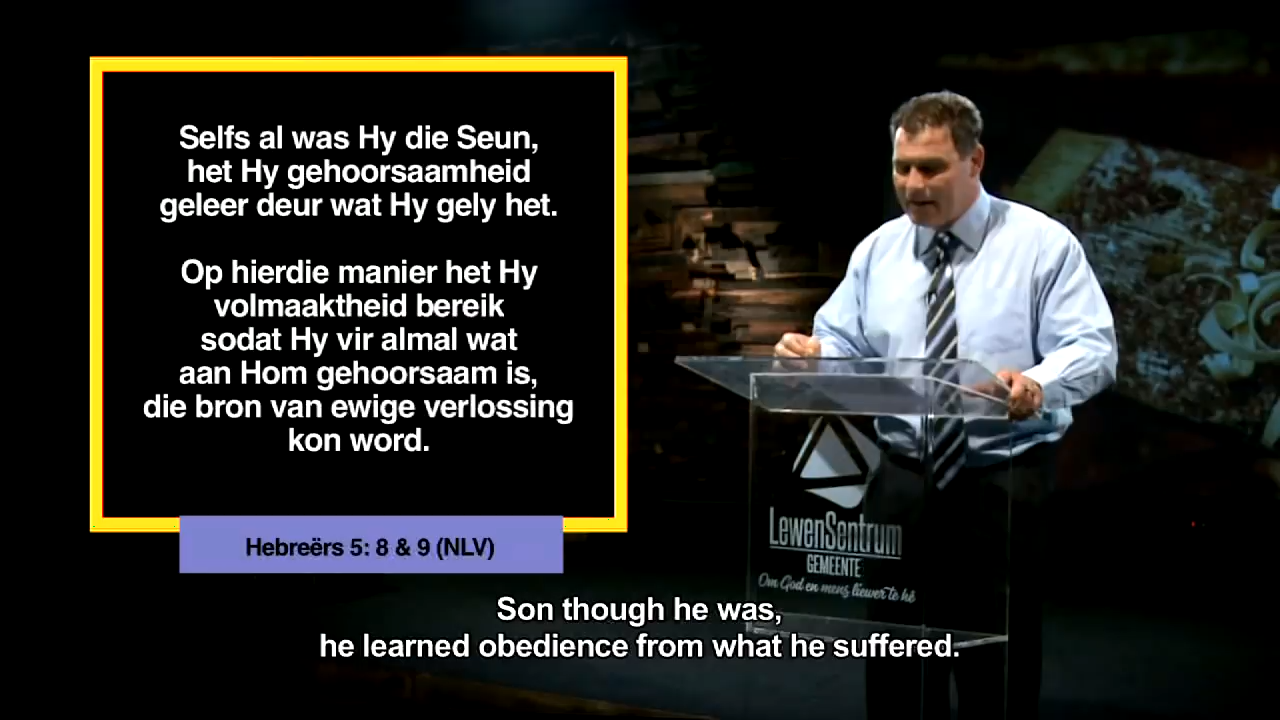 Selfs al was Hy die Seun,
het Hy gehoorsaamheid
geleer deur wat Hy gely het.
Op hierdie manier het Hy
volmaaktheid bereik
sodat Hy vir almal wat
aan Hom gehoorsaam is,
die bron van ewige verlossing
kon word.
Hebreërs 5: 8 & 9 (NLV)
LewenSentrum
GEMEENTE
Om God en mens liewer te hê
Son though he was,
he learned obedience from what he suffered.